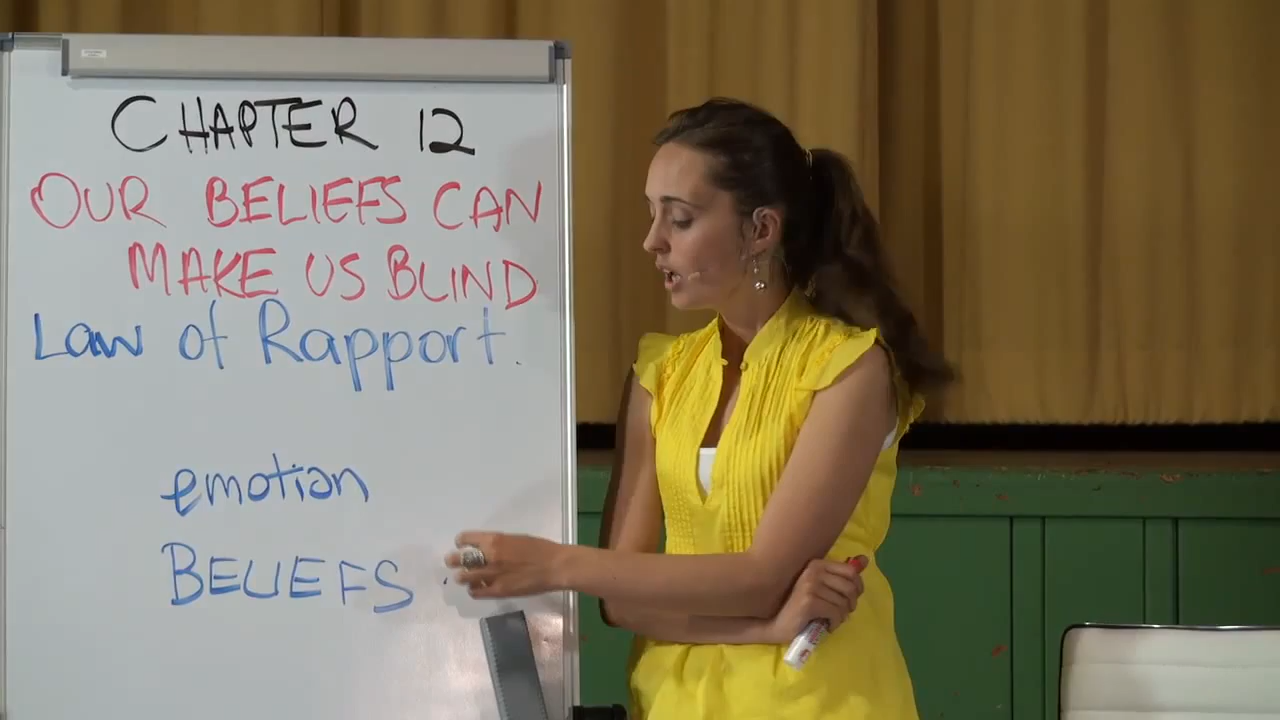 CHAPTER 12
OUR BELIEFS CAN
MAKE US BLIND
Law of Rapport.
emotion
BELIEFS